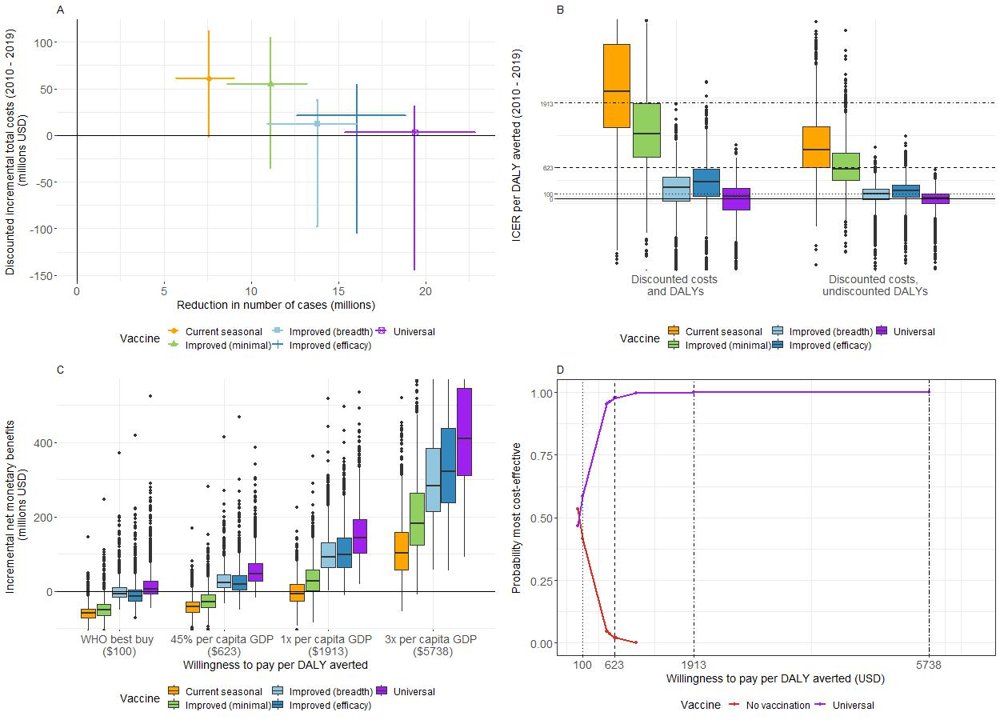 A
Discounted incremental total costs (2010 - 2019)
(millions USD)
100
50
0
-50
-100
-150
0
5
10
15
20
Reduction in number of cases (millions)
Vaccine
Current seasonal
Improved (breadth)
Universal
Improved (minimal)
Improved (efficacy)
B
ICER per DALY averted (2010 - 2019)
1913
623
100
0
Discounted costs
and DALYs
Discounted costs,
undiscounted DALYs
Vaccine
Current seasonal
Improved (breadth)
Universal
Improved (minimal)
Improved (efficacy)
C
Incremental net monetary benefits
(millions USD)
400
200
0
WHO best buy
($100)
45% per capita GDP
($623)
1x per capita GDP
($1913)
3x per capita GDP
($5738)
Willingness to pay per DALY averted
Vaccine
Current seasonal
Improved (breadth)
Universal
Improved (minimal)
Improved (efficacy)
D
Probability most cost-effective
1.00
0.75
0.50
0.25
0.00
100
623
1913
5738
Willingness to pay per DALY averted (USD)
Vaccine
No vaccination
Universal